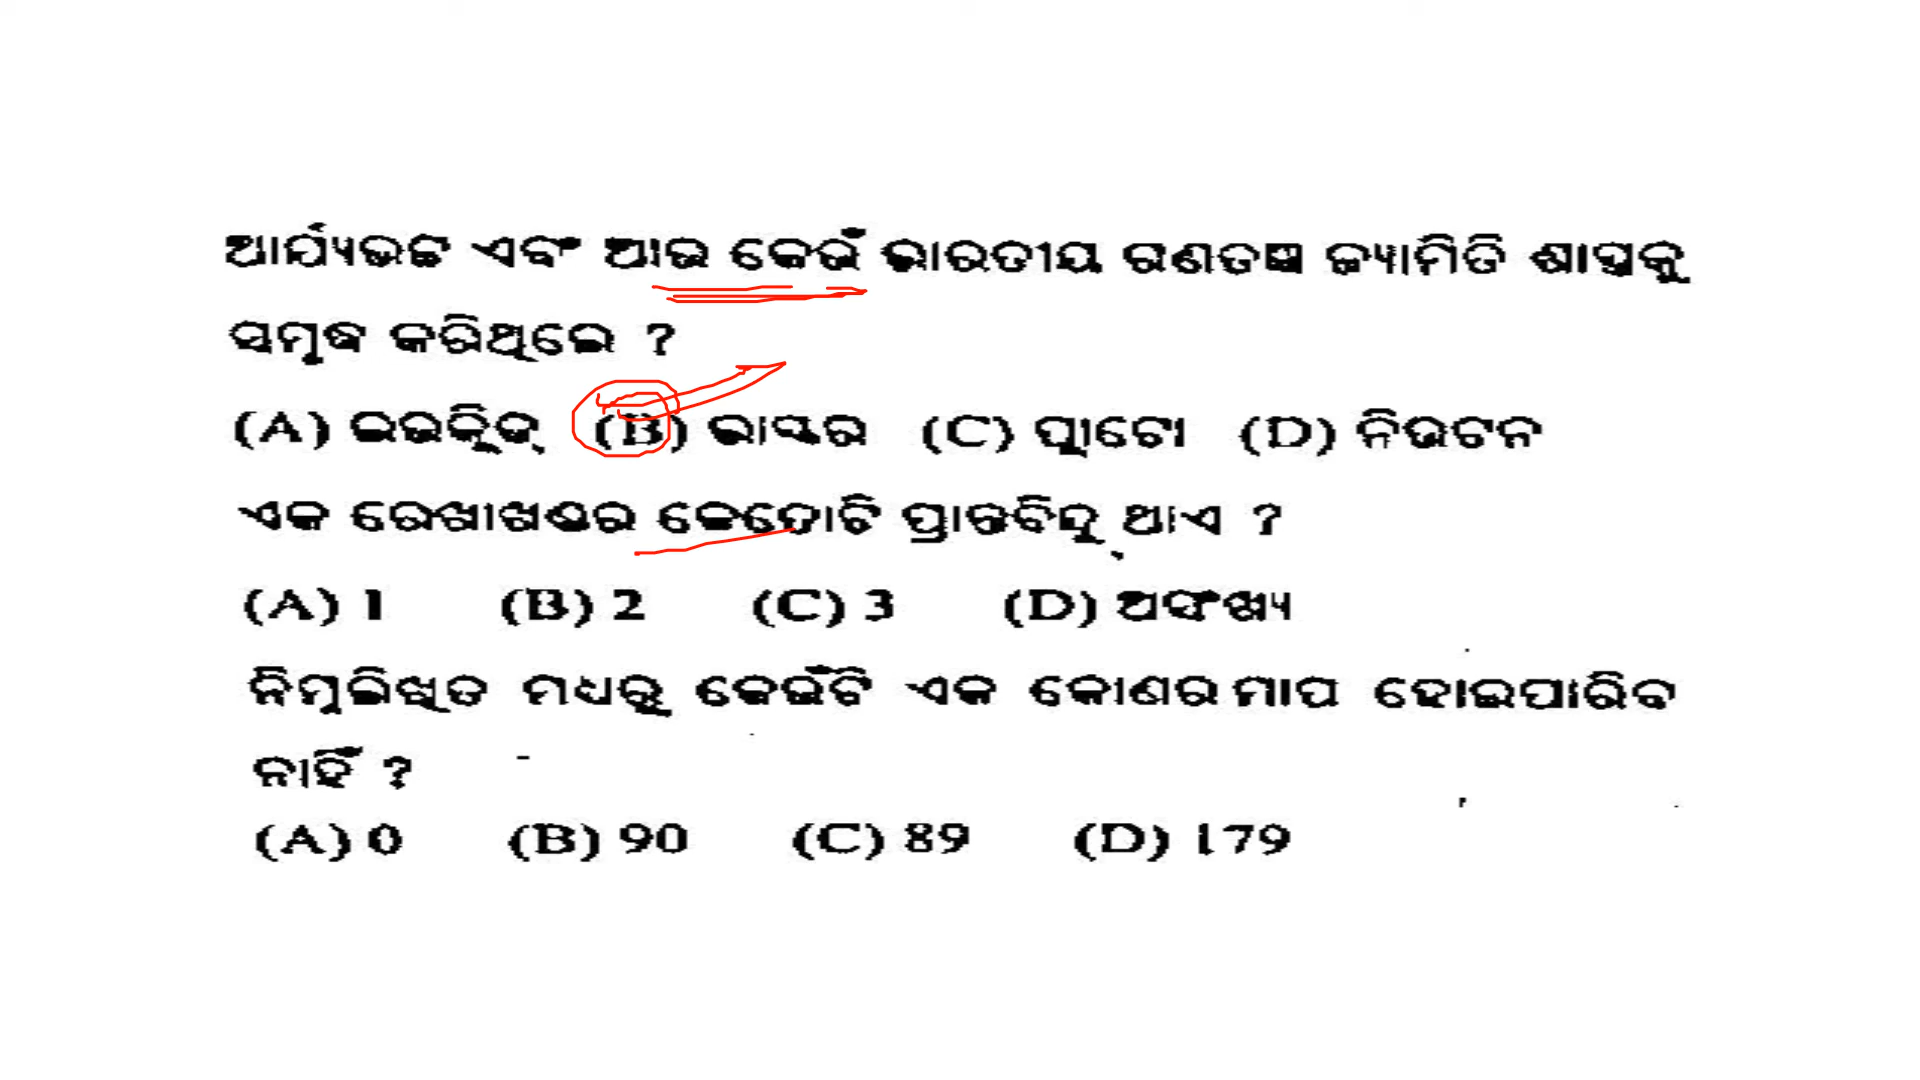 ଆର୍ଯ୍ୟଭଟ୍ଟ ଏବଂ ଆଉ କେଉଁ ଭାରତୀୟ ଗଣିତଜ୍ଞ ଜ୍ୟାମିତି ଶାସ୍ତ୍ରକୁ
ସମୃଦ୍ଧ କରିଥିଲେ ?
(A) ଇଉକ୍ଲିଡ୍ (B) ଭାସ୍କର (C) ପ୍ଲାଟୋ (D) ନିଉଟନ
ଏକ ରେଖାଖଣ୍ଡର କେତୋଟି ପ୍ରାନ୍ତବିନ୍ଦୁ ଥାଏ ?
(A) 1 (B) 2 (C) 3 (D) ଅସଂଖ୍ୟ
ନିମ୍ନଲିଖିତ ମଧ୍ୟରୁ କେଉଁଟି ଏକ କୋଣର ମାପ ହୋଇପାରିବ
ନାହିଁ ?
(A) 0 (B) 90 (C) 89 (D) 179